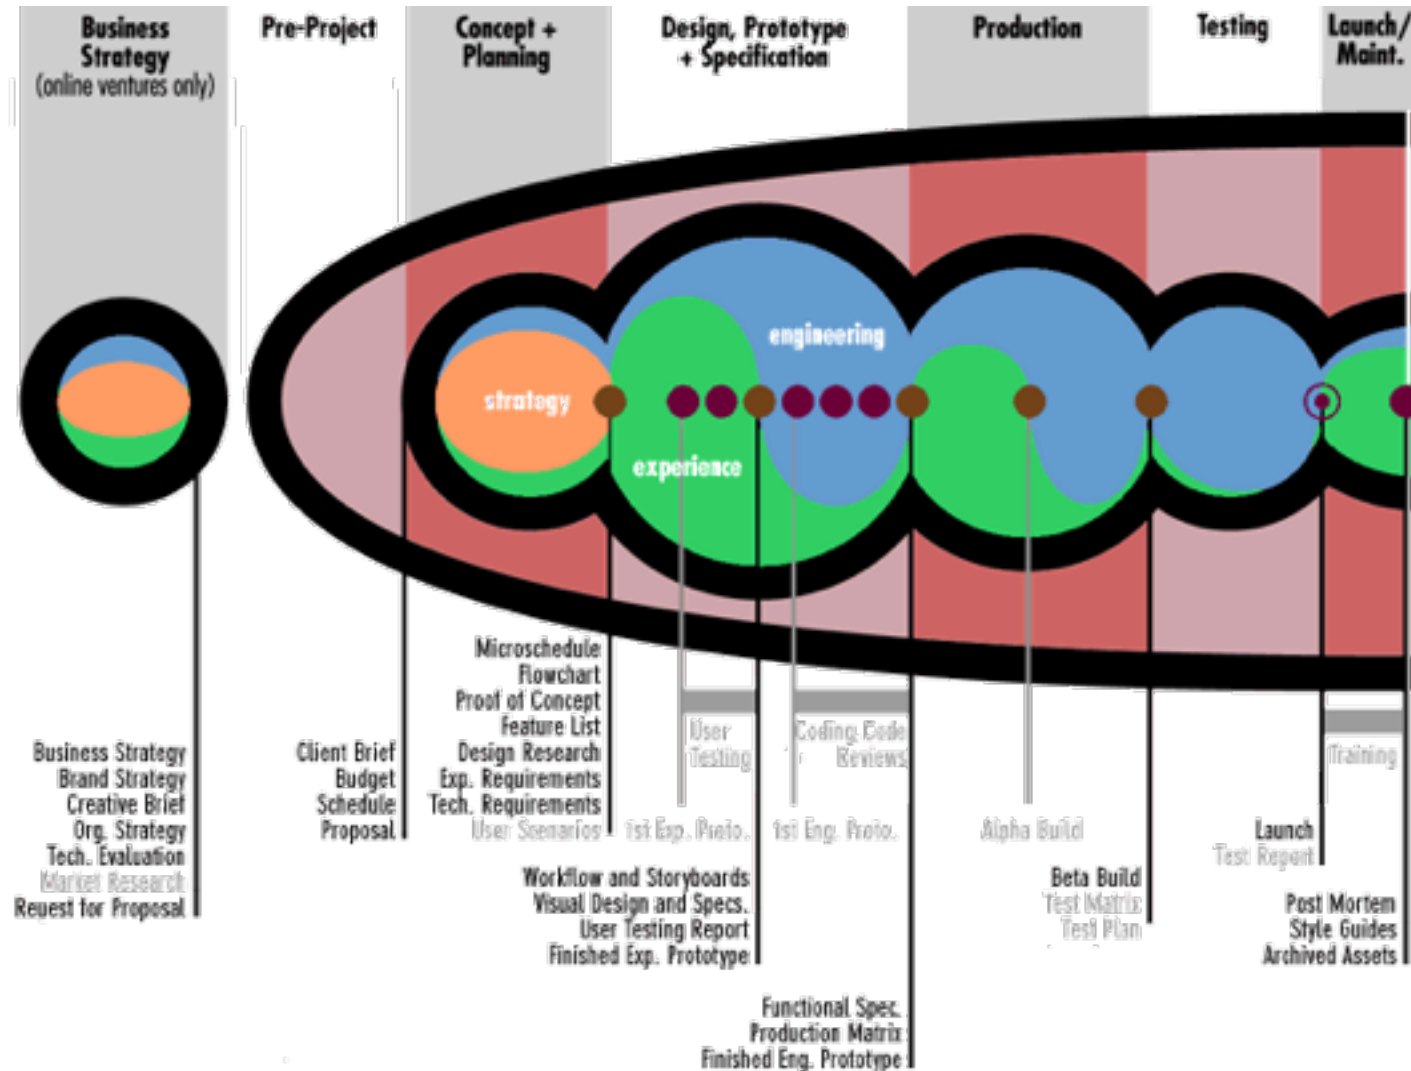 Business
Strategy
(online ventures only)
Pre-Project
Concept +
Planning
Design, Prototype
+ Specification
Production
Testing
Launch/
Maint.
engineering
strategy
experience
Business Strategy
Brand Strategy
Creative Brief
Org. Strategy
Tech. Evaluation
Market Research
Reuest for Proposal
Client Brief
Budget
Schedule
Proposal
Microschedule
Flowchart
Proof of Concept
Feature List
Design Research
Exp. Requirements
Tech. Requirements
User Scenarios
User
Testing
1st Exp. Proto.
Workflow and Storyboards
Visual Design and Specs.
User Testing Report
Finished Exp. Prototype
Coding Code
Reviews
1st Eng. Proto.
Functional Spec.
Production Matrix
Finished Eng. Prototype
Alpha Build
Beta Build
Test Matrix
Test Plan
Launch
Test Report
Training
Post Mortem
Style Guides
Archived Assets